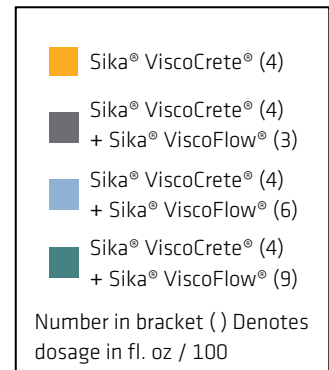 Sika® ViscoCrete® (4)
Sika® ViscoCrete® (4)
+ Sika® ViscoFlow® (3)
Sika® ViscoCrete® (4)
+ Sika® ViscoFlow® (6)
Sika® ViscoCrete® (4)
+ Sika® ViscoFlow® (9)
Number in bracket ( ) Denotes
dosage in fl. oz / 100